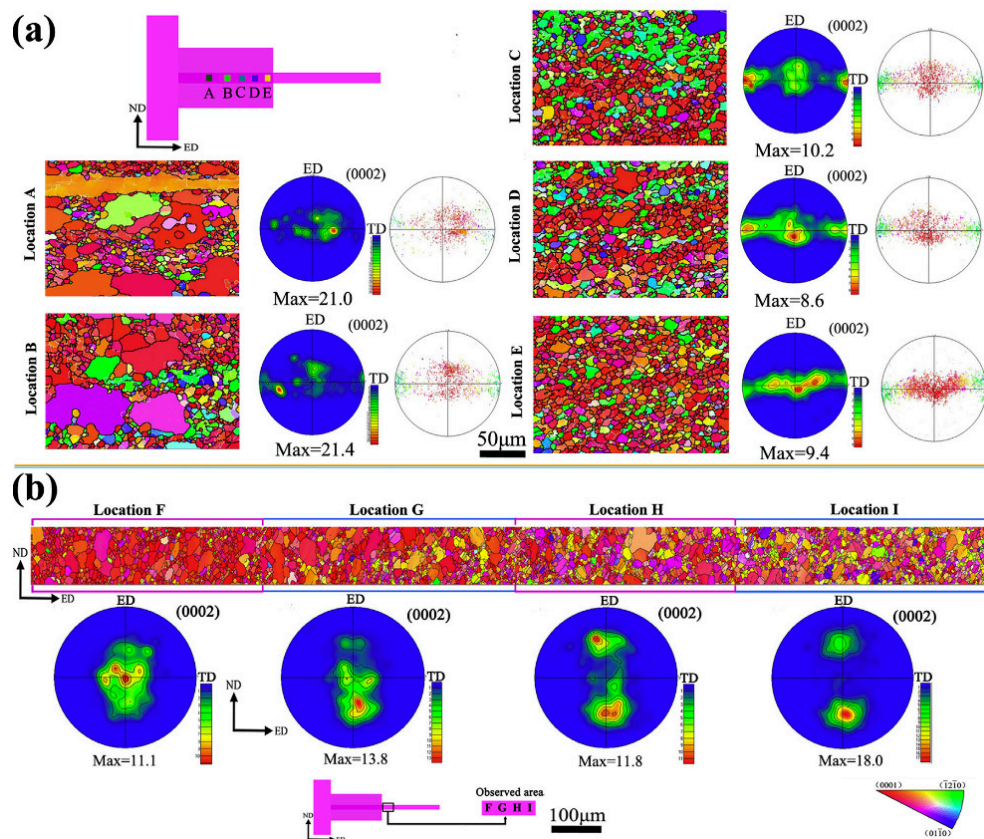 (a)
A B C D E
ND
ED
Location A
ED
(0002)
TD
Max=21.0
Location B
ED
(0002)
TD
Max=21.4
50μm
Location C
ED
(0002)
TD
Max=10.2
Location D
ED
(0002)
TD
Max=8.6
Location E
ED
(0002)
TD
Max=9.4
(b)
Location F Location G Location H Location I
ND
ED
ED
(0002)
TD
Max=11.1
ND
ED
ED
(0002)
TD
Max=13.8
ED
(0002)
TD
Max=11.8
ED
(0002)
TD
Max=18.0
ND
ED
Observed area
F G H I
100μm
(0001)
(1̄21̄0)
(011̄0)